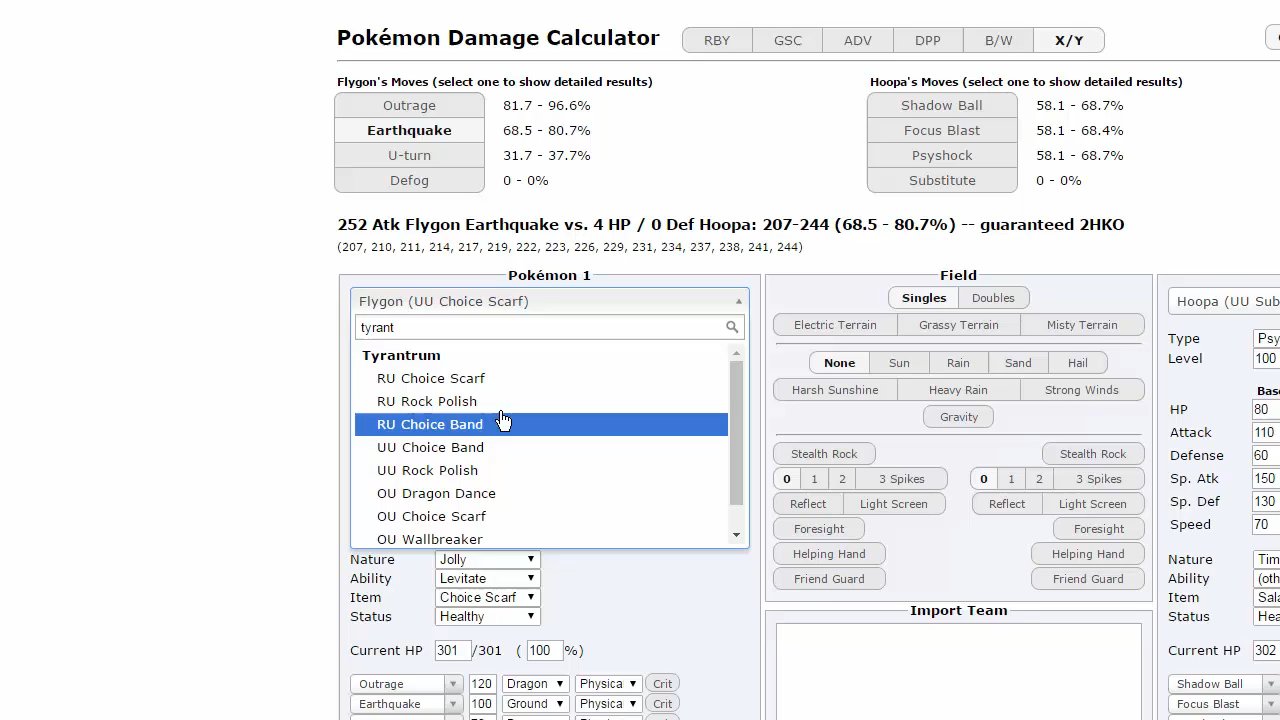 Pokémon Damage Calculator RBY GSC ADV DPP B/W X/Y
Flygon's Moves (select one to show detailed results) Hoopa's Moves (select one to show detailed results)
Outrage 81.7 - 96.6% Shadow Ball 58.1 - 68.7%
Earthquake 68.5 - 80.7% Focus Blast 58.1 - 68.4%
U-turn 31.7 - 37.7% Psyshock 58.1 - 68.7%
Defog 0 - 0% Substitute 0 - 0%
252 Atk Flygon Earthquake vs. 4 HP / 0 Def Hoopa: 207-244 (68.5 - 80.7%) -- guaranteed 2HKO
(207, 210, 211, 214, 217, 219, 222, 223, 226, 229, 231, 234, 237, 238, 241, 244)
Pokémon 1
Flygon (UU Choice Scarf)
tyrant
Tyrantrum
RU Choice Scarf
RU Rock Polish
RU Choice Band
UU Choice Band
UU Rock Polish
OU Dragon Dance
OU Choice Scarf
OU Wallbreaker
Nature Jolly
Ability Levitate
Item Choice Scarf
Status Healthy
Current HP 301 /301 ( 100 %)
Outrage 120 Dragon Physica Crit
Earthquake 100 Ground Physica Crit
Field
Singles Doubles
Electric Terrain Grassy Terrain Misty Terrain
None Sun Rain Sand Hail
Harsh Sunshine Heavy Rain Strong Winds
Gravity
Stealth Rock Stealth Rock
0 1 2 3 Spikes 0 1 2 3 Spikes
Reflect Light Screen Reflect Light Screen
Foresight Foresight
Helping Hand Helping Hand
Friend Guard Friend Guard
Import Team
Hoopa (UU Sub
Type Psy
Level 100
Bas
HP 80
Attack 110
Defense 60
Sp. Atk 150
Sp. Def 130
Speed 70
Nature Tim
Ability (oth
Item Sala
Status Hea
Current HP 302
Shadow Ball
Focus Blast